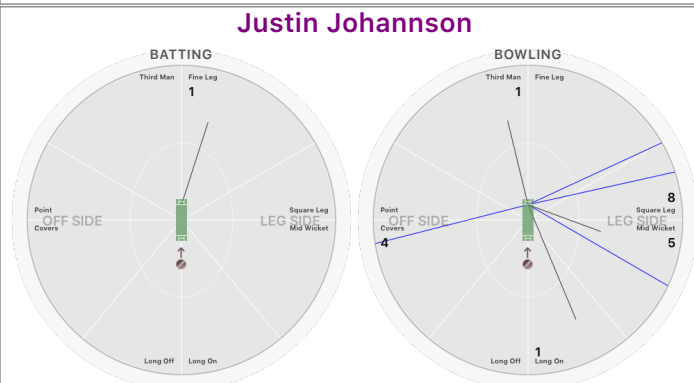 Justin Johannson
BATTING
Third Man
Fine Leg
1
Point
OFF SIDE
Covers
Square Leg
LEG SIDE
Mid Wicket
Long Off
Long On
BOWLING
Third Man
Fine Leg
1
8
Point
OFF SIDE
Covers
4
Square Leg
LEG SIDE
Mid Wicket
5
1
Long Off
Long On